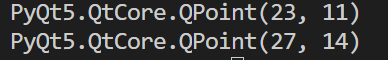 PyQt5.QtCore.QPoint(23, 11)
PyQt5.QtCore.QPoint(27, 14)